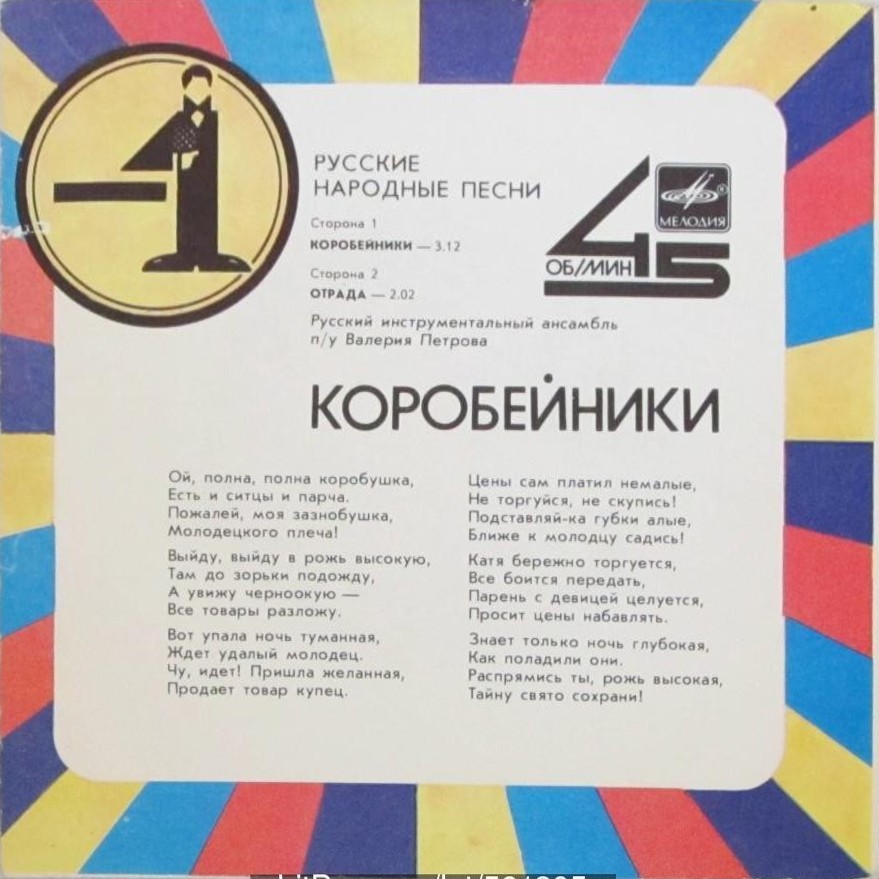 РУССКИЕ
НАРОДНЫЕ ПЕСНИ
Сторона 1
КОРОБЕЙНИКИ — 3.12
Сторона 2
ОТРАДА — 2.02
Русский инструментальный ансамбль
п/у Валерия Петрова
МЕЛОДИЯ
45
ОБ/МИН
КОРОБЕЙНИКИ
Ой, полна, полна коробушка,
Есть и ситцы и парча.
Пожалей, моя зазнобушка,
Молодецкого плеча!
Выйду, выйду в рожь высокую,
Там до зорьки подожду,
А увижу черноокую —
Все товары разложу.
Вот упала ночь туманная,
Ждет удалый молодец.
Чу, идет! Пришла желанная,
Продает товар купец.
Цены сам платил немалые,
Не торгуйся, не скупись!
Подставляй-ка губки алые,
Ближе к молодцу садись!
Катя бережно торгуется,
Все боится передать,
Парень с девицей целуется,
Просит цены набавлять.
Знает только ночь глубокая,
Как поладили они.
Распрямись ты, рожь высокая,
Тайну свято сохрани!